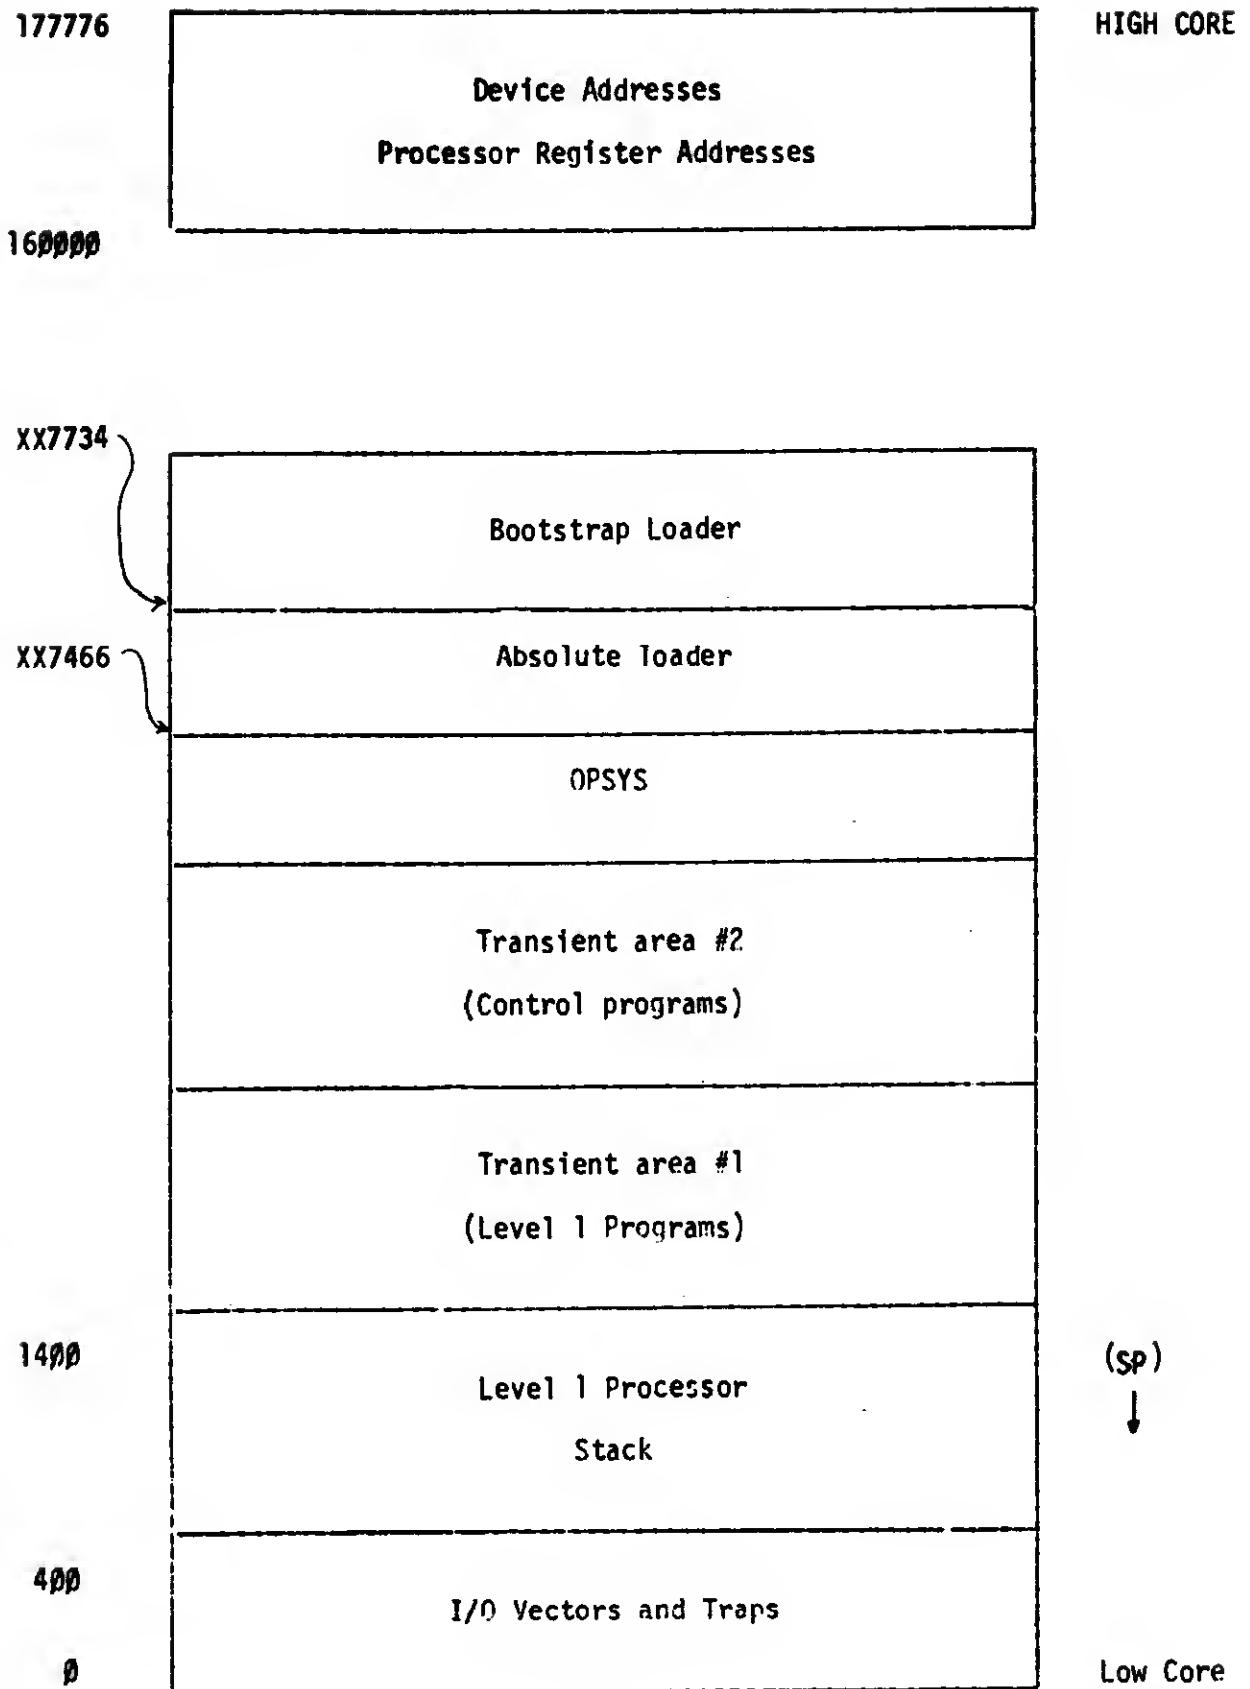 177776
HIGH CORE
Device Addresses
Processor Register Addresses
160000
XX7734
Bootstrap Loader
XX7466
Absolute loader
OPSYS
Transient area #2
(Control programs)
Transient area #1
(Level 1 Programs)
1400
(SP)
Level 1 Processor
Stack
400
I/O Vectors and Traps
0
Low Core